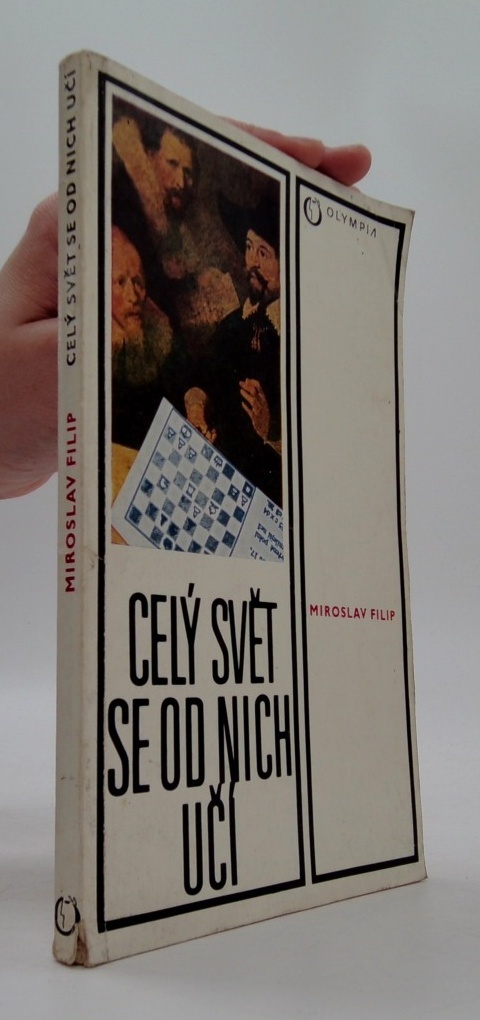 MIROSLAV FILIP CELÝ SVĚT SE OD NICH UČÍ
OLYMPIA
CELÝ SVĚT
SE OD NICH
UČÍ
MIROSLAV FILIP